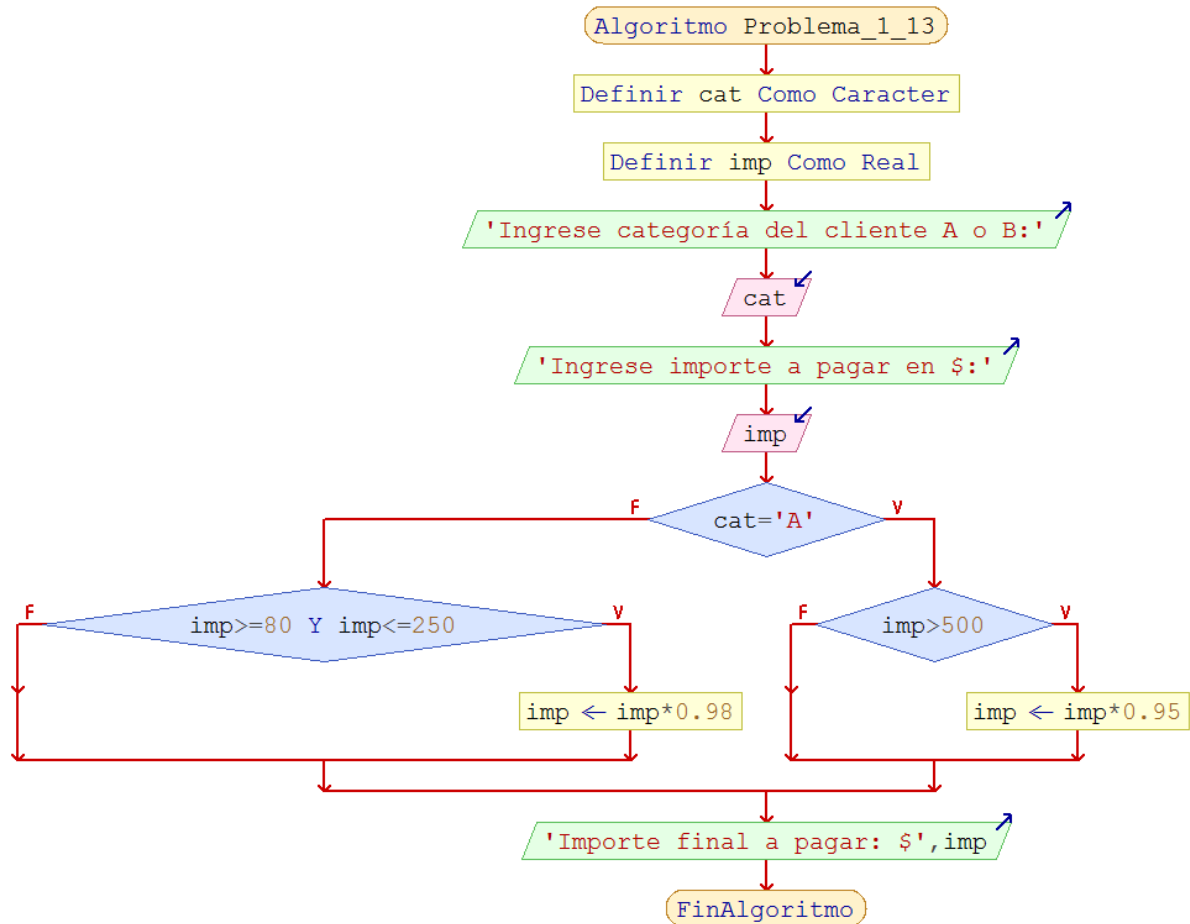 Algoritmo Problema_1_13
Definir cat Como Caracter
Definir imp Como Real
'Ingrese categoría del cliente A o B:'
cat
'Ingrese importe a pagar en $:'
imp
F
cat='A'
V
F
imp>=80 Y imp<=250
V
F
imp>500
V
imp ← imp*0.98
imp ← imp*0.95
'Importe final a pagar: $',imp
FinAlgoritmo